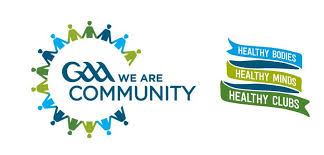 GAA WE ARE
COMMUNITY
HEALTHY BODIES
HEALTHY MINDS
HEALTHY CLUBS